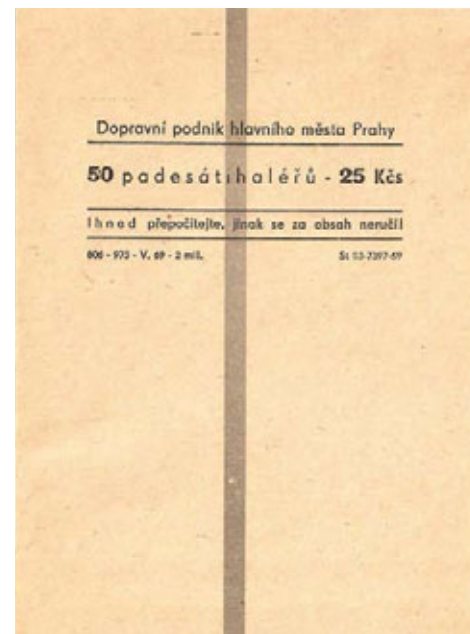 Dopravní podnik hlavního města Prahy
50 padesátihaléřů - 25 Kčs
Ihned přepočítejte, jinak se za obsah neručí!
606 - 973 - V. 69 - 2 mil. St 53-7397-69